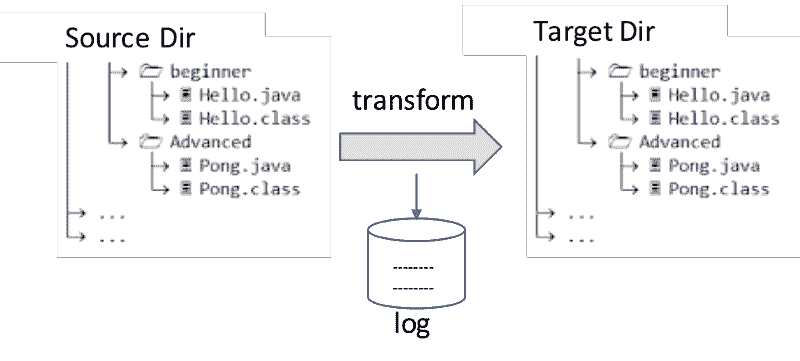 Source Dir
beginner
Hello.java
Hello.class
Advanced
Pong.java
Pong.class
...
...
transform
--------
--------
log
Target Dir
beginner
Hello.java
Hello.class
Advanced
Pong.java
Pong.class
...
...